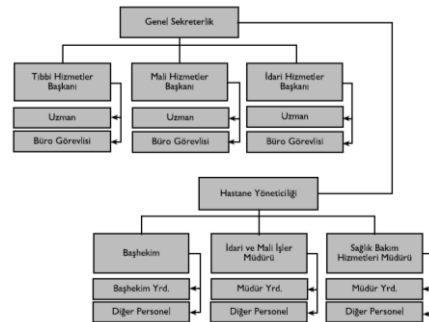 Genel Sekreterlik
Tıbbi Hizmetler
Başkanı
Mali Hizmetler
Başkanı
İdari Hizmetler
Başkanı
Uzman
Uzman
Uzman
Büro Görevlisi
Büro Görevlisi
Büro Görevlisi
Hastane Yöneticiliği
Başhekim
İdari ve Mali İşler
Müdürü
Sağlık Bakım
Hizmetleri Müdürü
Başhekim Yrd.
Müdür Yrd.
Müdür Yrd.
Diğer Personel
Diğer Personel
Diğer Personel